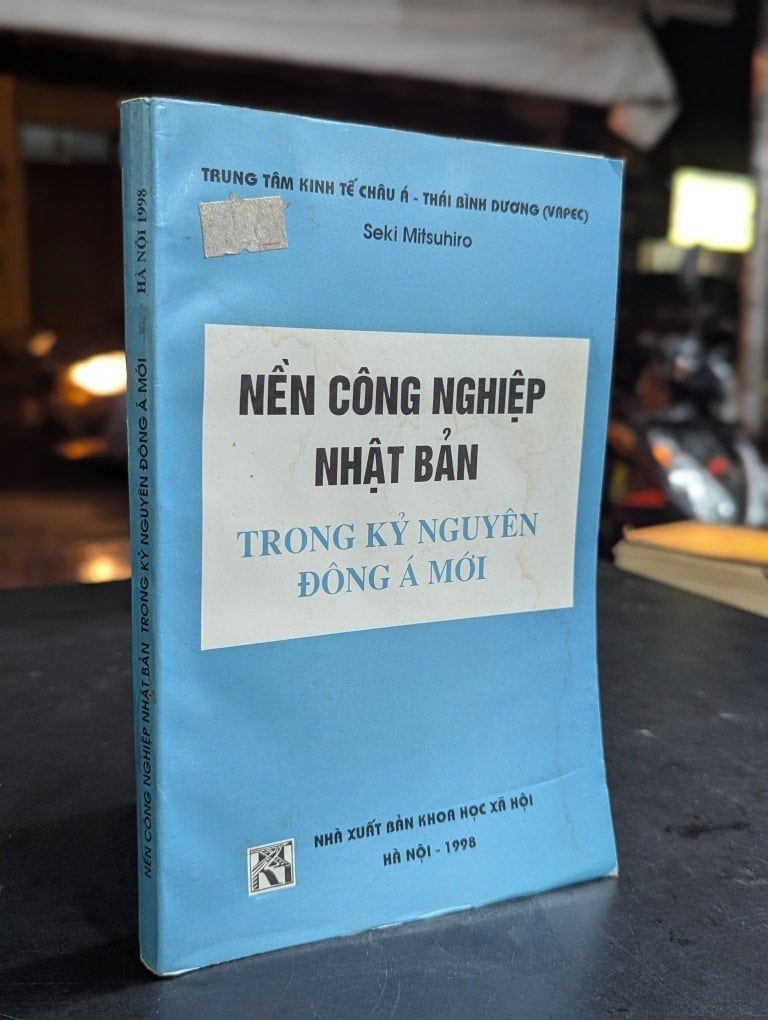 TRUNG TÂM KINH TẾ CHÂU Á - THÁI BÌNH DƯƠNG (VAPEC)
Seki Mitsuhiro
NỀN CÔNG NGHIỆP
NHẬT BẢN
TRONG KỶ NGUYÊN
ĐÔNG Á MỚI
NHÀ XUẤT BẢN KHOA HỌC XÃ HỘI
HÀ NỘI - 1998
NỀN CÔNG NGHIỆP NHẬT BẢN TRONG KỶ NGUYÊN ĐÔNG Á MỚI HÀ NỘI 1998